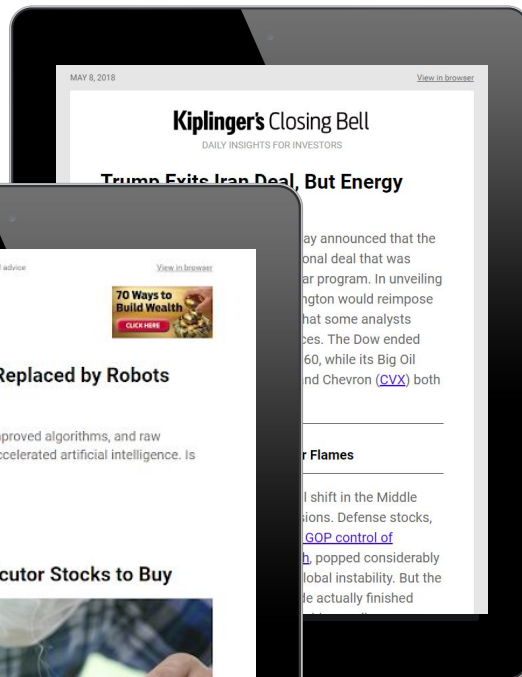 MAY 8, 2018
View in browser
Kiplinger's Closing Bell
DAILY INSIGHTS FOR INVESTORS
Trump Exits Iran Deal, But Energy
ay announced that the
onal deal that was
ar program. In unveiling
ngton would reimpose
hat some analysts
ces. The Dow ended
60, while its Big Oil
nd Chevron (CVX) both
r Flames
l shift in the Middle
sions. Defense stocks,
GOP control of
h, popped considerably
lobal instability. But the
de actually finished
l advice
View in browser
70 Ways to
Build Wealth
CLICK HERE
Replaced by Robots
nproved algorithms, and raw
ccelerated artificial intelligence. Is
cutor Stocks to Buy